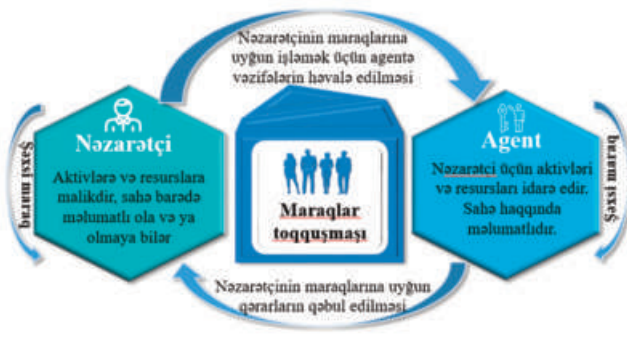 Nəzarətçinin maraqlarına
uyğun işləmək üçün agentə
vəzifələrin həvalə edilməsi
Şəxsi maraq
Nəzarətçi
Aktivlərə və resurslara
malikdir, sahə barədə
məlumatlı ola və ya
olmaya bilər
Maraqlar
toqquşması
Agent
Nəzarətci üçün aktivləri
və resursları idarə edir.
Sahə haqqında
məlumatlıdır.
Şəxsi maraq
Nəzarətçinin maraqlarına uyğun
qərarların qəbul edilməsi